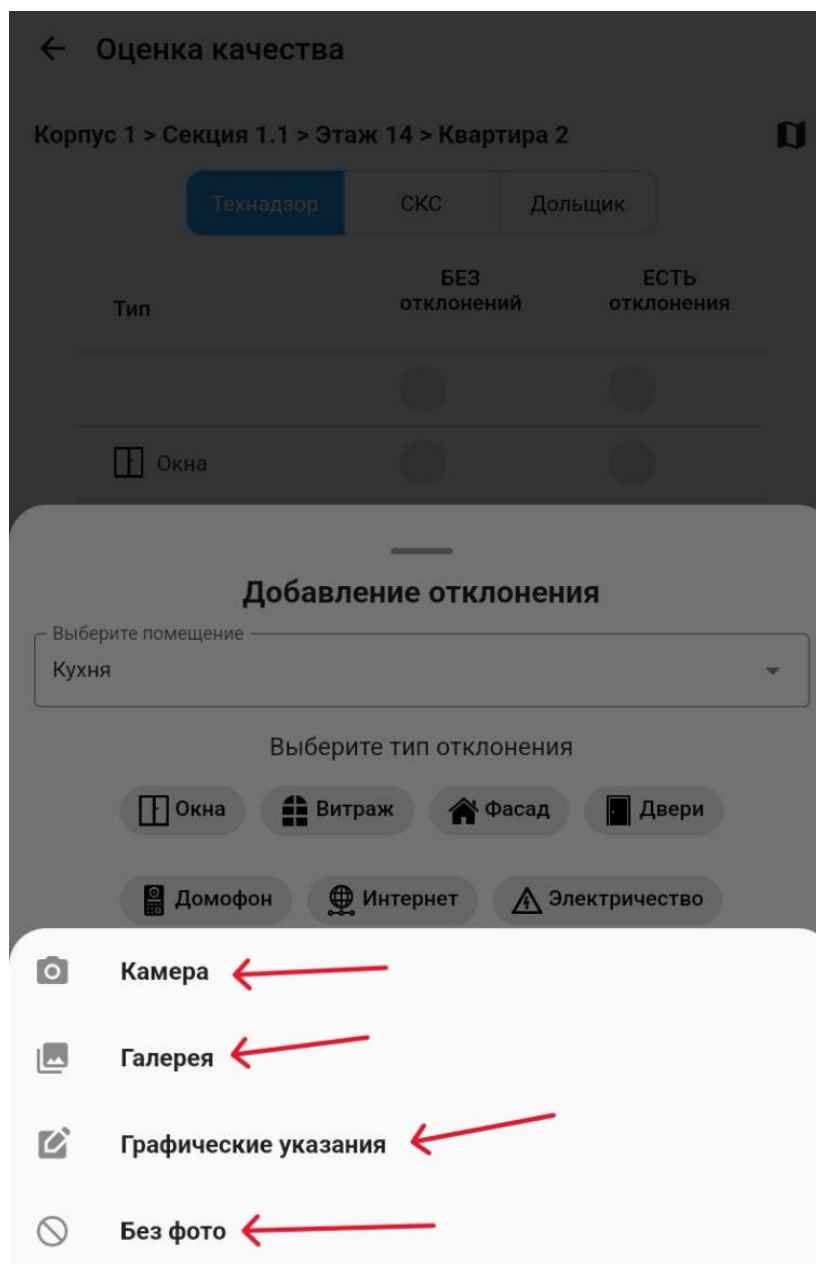 Оценка качества
Корпус 1 > Секция 1.1 > Этаж 14 > Квартира 2
Технадзор СКС Дольщик
Тип БЕЗ отклонений ЕСТЬ отклонения
Окна
Добавление отклонения
Выберите помещение
Кухня
Выберите тип отклонения
Окна Витраж Фасад Двери
Домофон Интернет Электричество
Камера
Галерея
Графические указания
Без фото